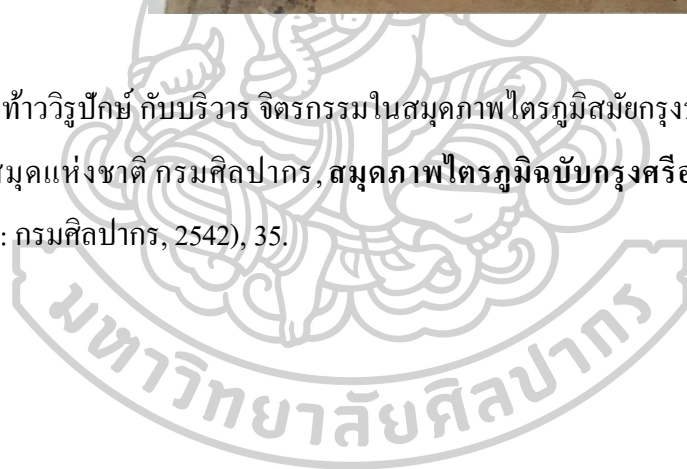 ท้าววิรูปักษ์ กับบริวาร จิตรกรรมในสมุดภาพไตรภูมิสมัยกรุง
สมุดแห่งชาติ กรมศิลปากร, สมุดภาพไตรภูมิฉบับกรุงศรีอ
: กรมศิลปากร, 2542), 35.
มหาวิทยาลัยศิลปากร